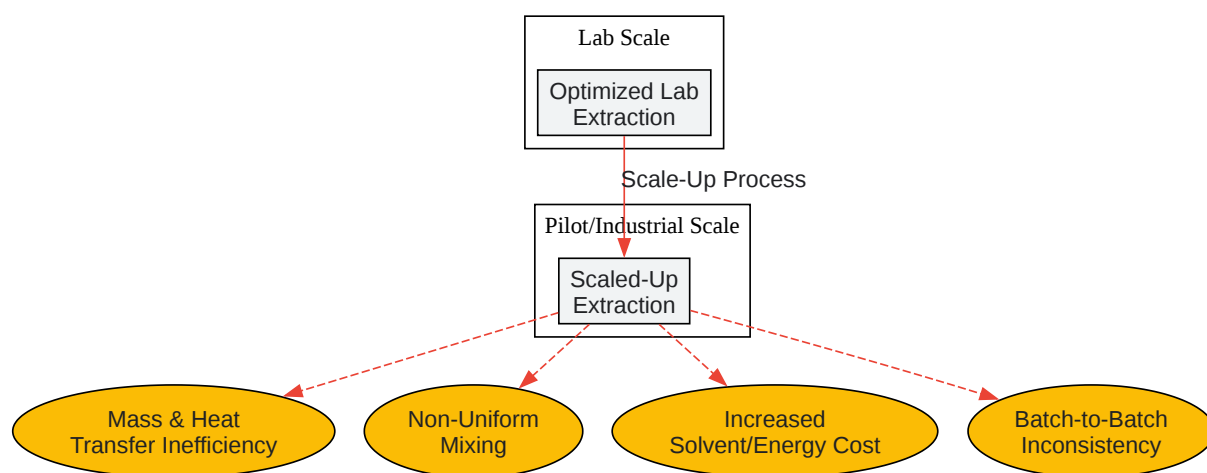 Lab Scale
Optimized Lab
Extraction
Scale-Up Process
Pilot/Industrial Scale
Scaled-Up
Extraction
Mass & Heat
Transfer Inefficiency
Non-Uniform
Mixing
Increased
Solvent/Energy Cost
Batch-to-Batch
Inconsistency